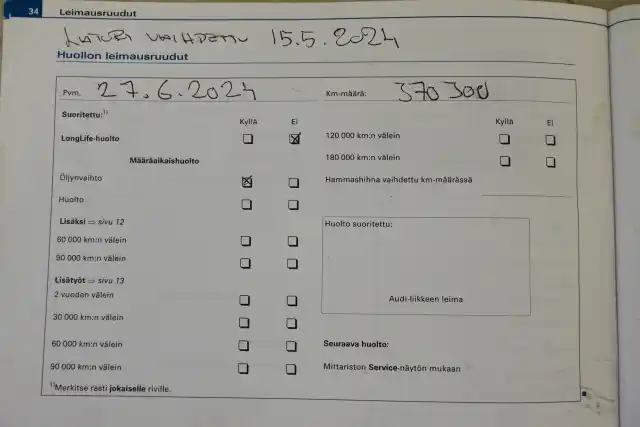 34 Leimausruudut
LATURI VAIHDETTU 15.5.2024
Huollon leimausruudut
Pvm. 27.6.2024 Km-määrä: 370 300
Suoritettu:¹⁾
Kyllä Ei Kyllä Ei
LongLife-huolto 120 000 km:n välein
Määräaikaishuolto 180 000 km:n välein
Öljynvaihto Hammashihna vaihdettu km-määrässä
Huolto
Lisäksi ⇒ sivu 12 Huolto suoritettu:
60 000 km:n välein
90 000 km:n välein
Lisätyöt ⇒ sivu 13
2 vuoden välein Audi-liikkeen leima
30 000 km:n välein
60 000 km:n välein Seuraava huolto:
90 000 km:n välein Mittariston Service-näytön mukaan
¹⁾Merkitse rasti jokaiselle riville.